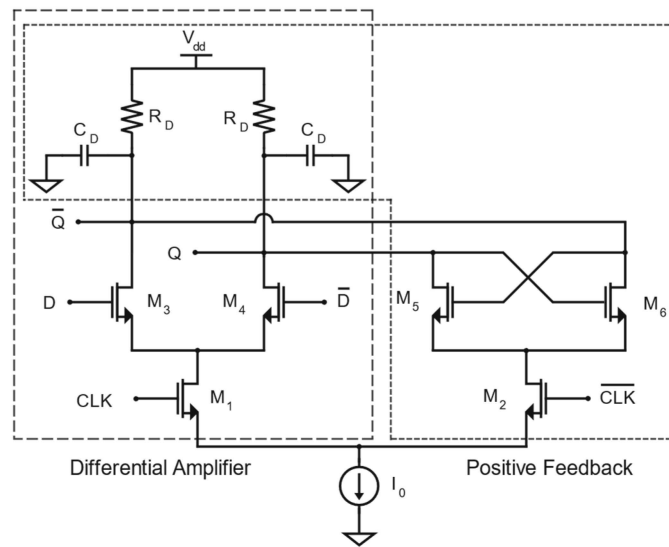 V_dd
R_D R_D
C_D C_D
Q̅
Q
D M_3 M_4 D̅ M_5 M_6
CLK M_1 M_2 C̅L̅K̅
Differential Amplifier I_0 Positive Feedback